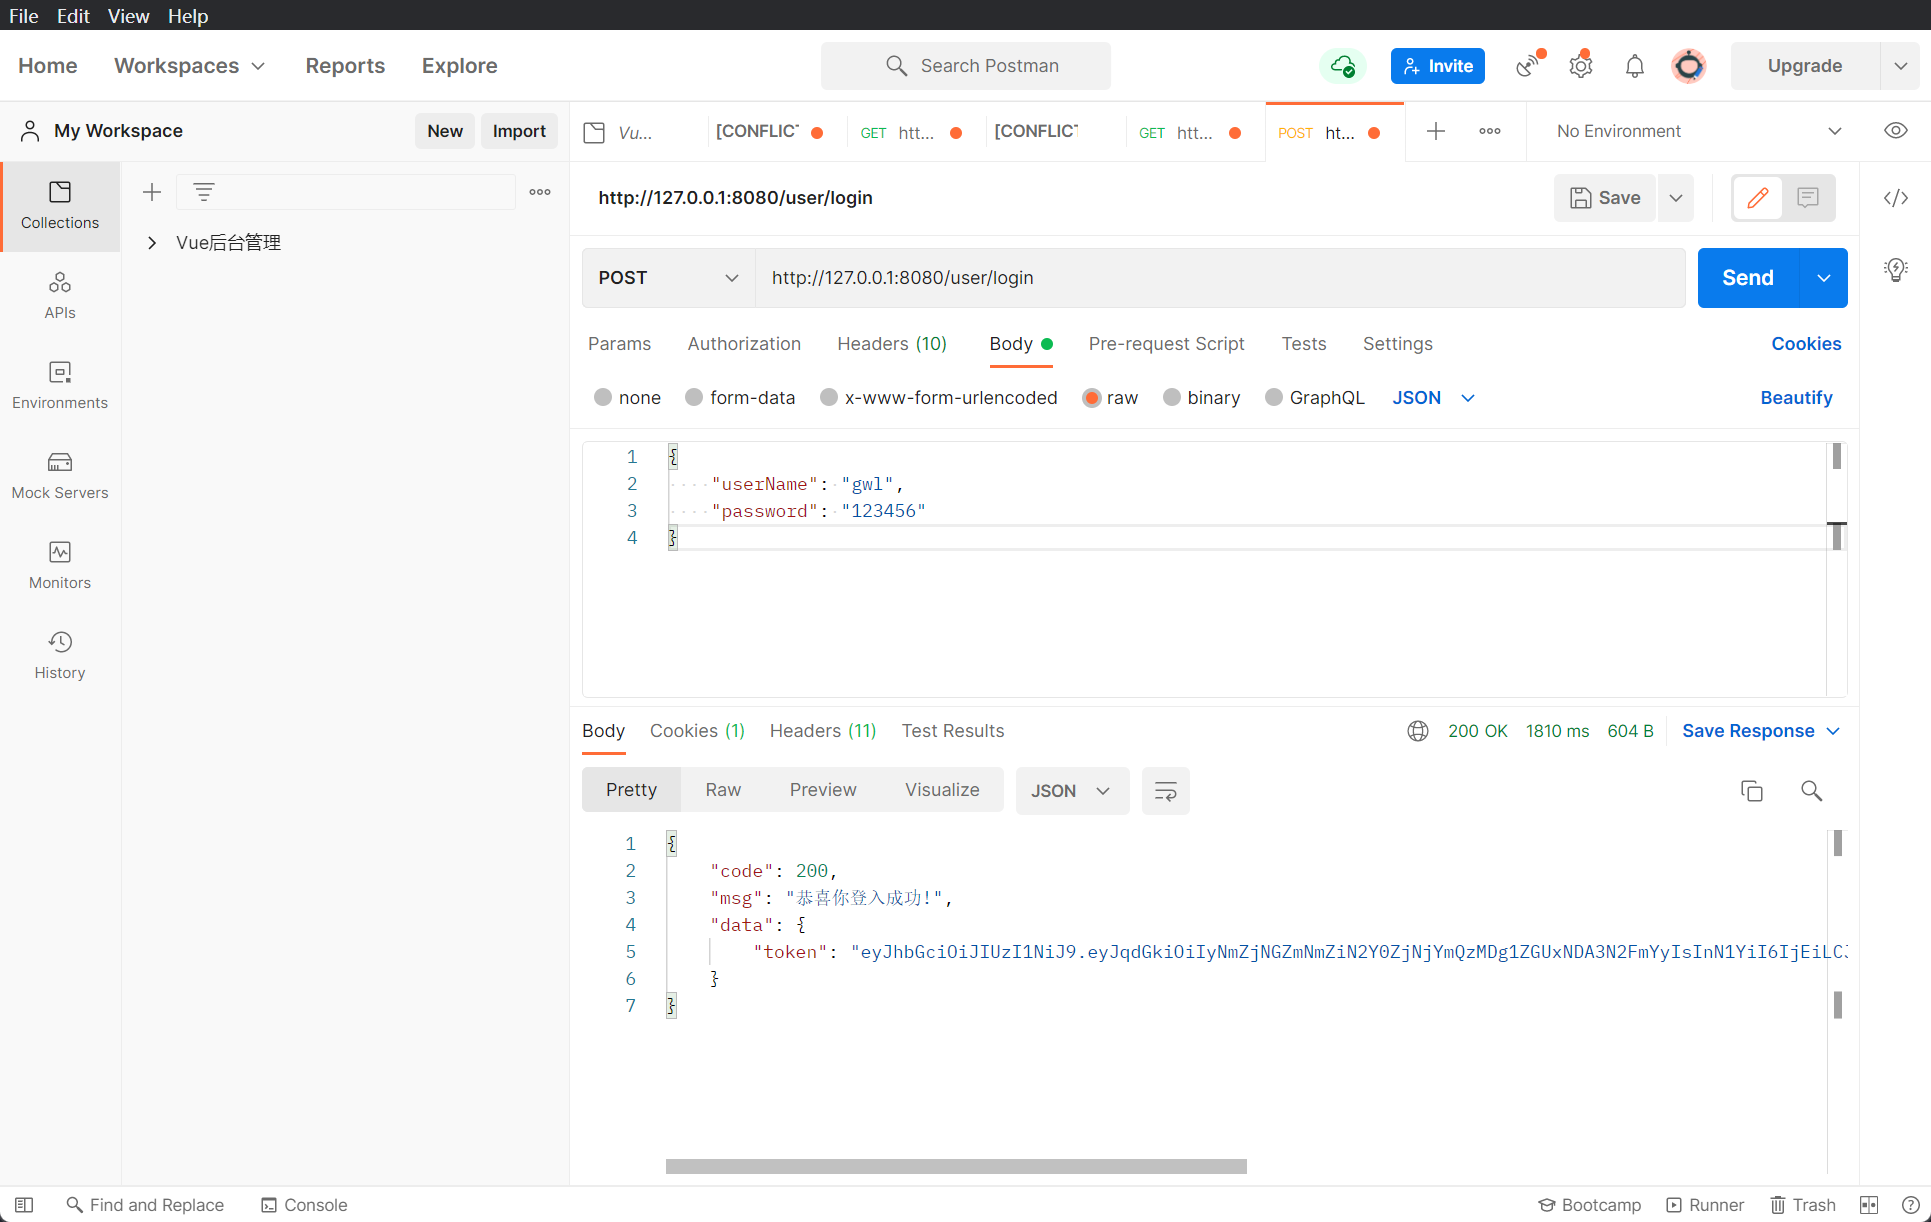 File Edit View Help
Home Workspaces Reports Explore Search Postman Invite Upgrade
My Workspace New Import Vu... [CONFLICT GET htt... [CONFLICT GET htt... POST ht... No Environment
http://127.0.0.1:8080/user/login Save
Collections
Vue后台管理
APIs
Environments
Mock Servers
Monitors
History
POST http://127.0.0.1:8080/user/login Send
Params Authorization Headers (10) Body Pre-request Script Tests Settings Cookies
none form-data x-www-form-urlencoded raw binary GraphQL JSON Beautify
1 {
2 "userName": "gwl",
3 "password": "123456"
4 }
Body Cookies (1) Headers (11) Test Results 200 OK 1810 ms 604 B Save Response
Pretty Raw Preview Visualize JSON
1 {
2 "code": 200,
3 "msg": "恭喜你登入成功!",
4 "data": {
5 "token": "eyJhbGciOiJIUzI1NiJ9.eyJqdGkiOiIyNmZjNGZmNmZiN2Y0ZjNjYmQzMDg1ZGUxNDA3N2FmYyIsInN1YiI6IjEiLCJ
6 }
7 }
Find and Replace Console Bootcamp Runner Trash